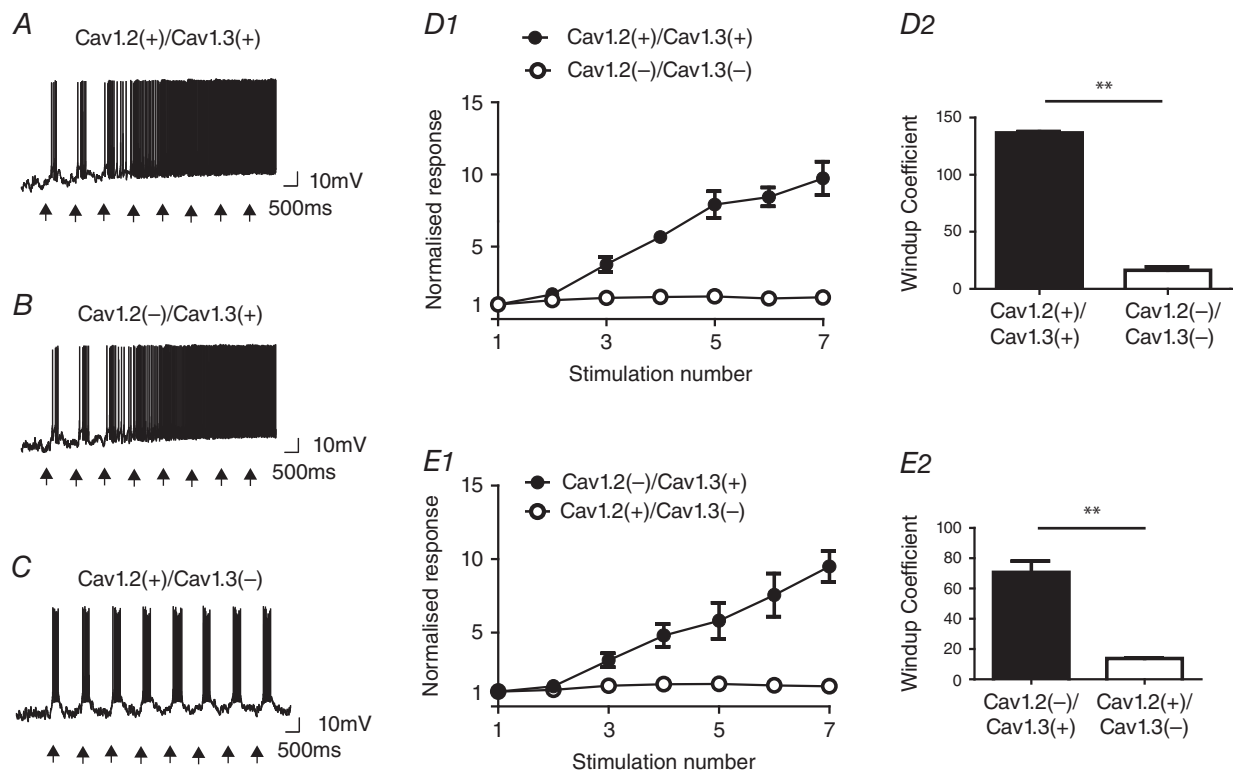 A
Cav1.2(+)/Cav1.3(+)
10mV
500ms
B
Cav1.2(−)/Cav1.3(+)
10mV
500ms
C
Cav1.2(+)/Cav1.3(−)
10mV
500ms
D1
Cav1.2(+)/Cav1.3(+)
Cav1.2(−)/Cav1.3(−)
Normalised response
15
10
5
1
1
3
5
7
Stimulation number
D2
**
Windup Coefficient
150
100
50
0
Cav1.2(+)/
Cav1.3(+)
Cav1.2(−)/
Cav1.3(−)
E1
Cav1.2(−)/Cav1.3(+)
Cav1.2(+)/Cav1.3(−)
Normalised response
15
10
5
1
1
3
5
7
Stimulation number
E2
**
Windup Coefficient
100
80
60
40
20
0
Cav1.2(−)/
Cav1.3(+)
Cav1.2(+)/
Cav1.3(−)